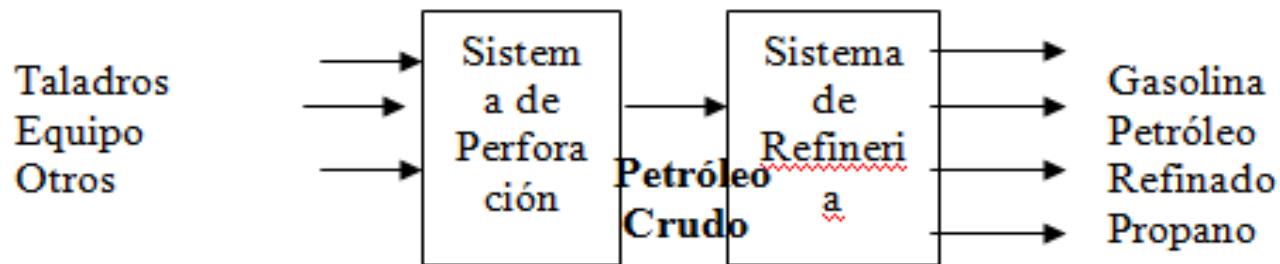 Taladros
Equipo
Otros
Sistem
a de
Perfora
ción
Petróleo
Crudo
Sistema
de
Refineri
a
Gasolina
Petróleo
Refinado
Propano